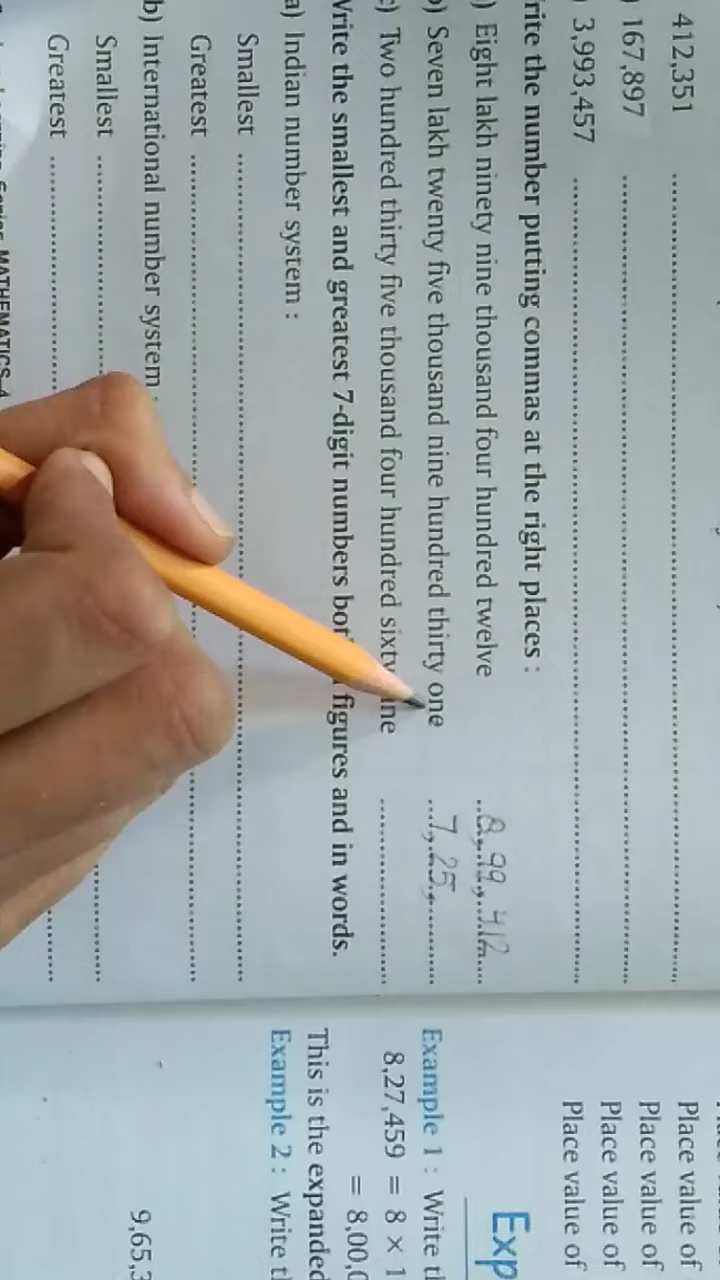 412,351 ........
167,897 ........
3,993,457 ........
rite the number putting commas at the right places :
) Eight lakh ninety nine thousand four hundred twelve 8,99,412
b) Seven lakh twenty five thousand nine hundred thirty one 7,25,
c) Two hundred thirty five thousand four hundred sixty ........
Write the smallest and greatest 7-digit numbers figures and in words.
a) Indian number system :
Smallest ........
Greatest ........
b) International number system
Smallest ........
Greatest ........
MATHEMATICS-4
Place value of
Place value of
Place value of
Exp
Example 1 : Write t
8,27,459 = 8 × 1
= 8,00,0
This is the expanded
Example 2 : Write t
9,65,3